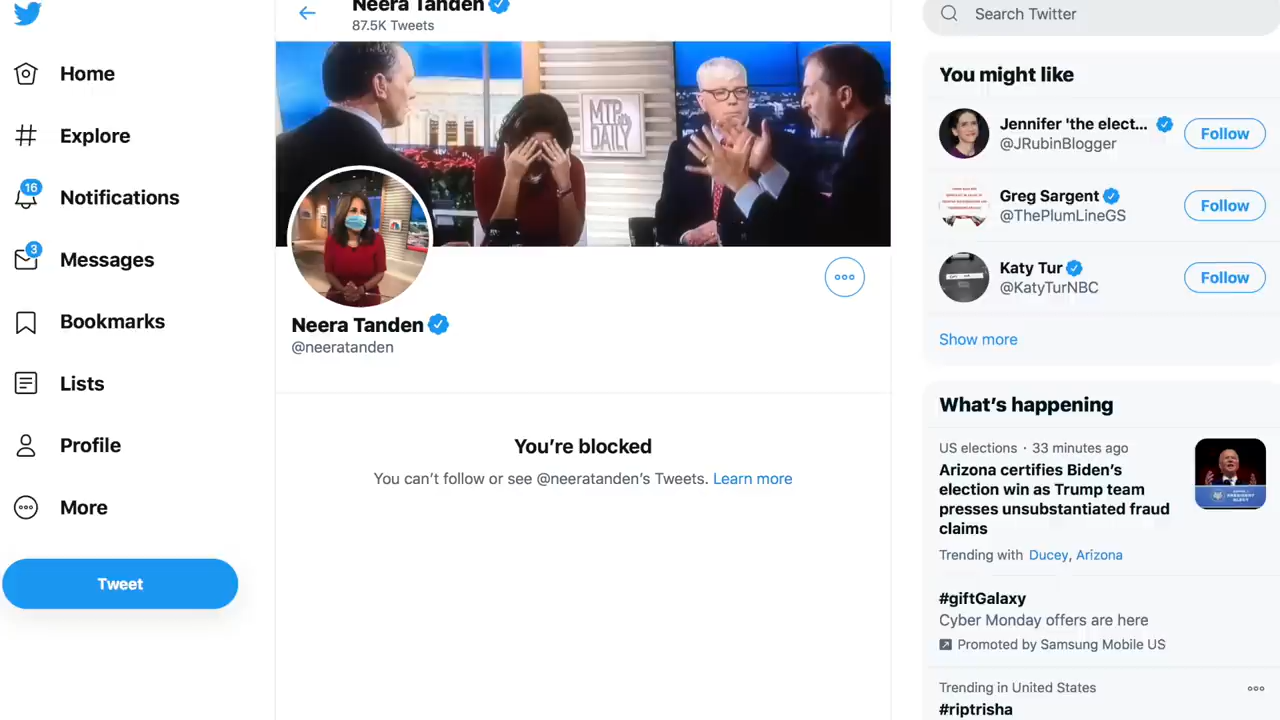 Home
Explore
16
Notifications
3
Messages
Bookmarks
Lists
Profile
More
Tweet
Neera Tanden
87.5K Tweets
MTP
DAILY
Neera Tanden
@neeratanden
You're blocked
You can't follow or see @neeratanden's Tweets. Learn more
Search Twitter
You might like
Jennifer 'the elect...
@JRubinBlogger
Follow
Greg Sargent
@ThePlumLineGS
Follow
Katy Tur
@KatyTurNBC
Follow
Show more
What's happening
US elections · 33 minutes ago
Arizona certifies Biden's
election win as Trump team
presses unsubstantiated fraud
claims
Trending with Ducey, Arizona
#giftGalaxy
Cyber Monday offers are here
Promoted by Samsung Mobile US
Trending in United States
#riptrisha